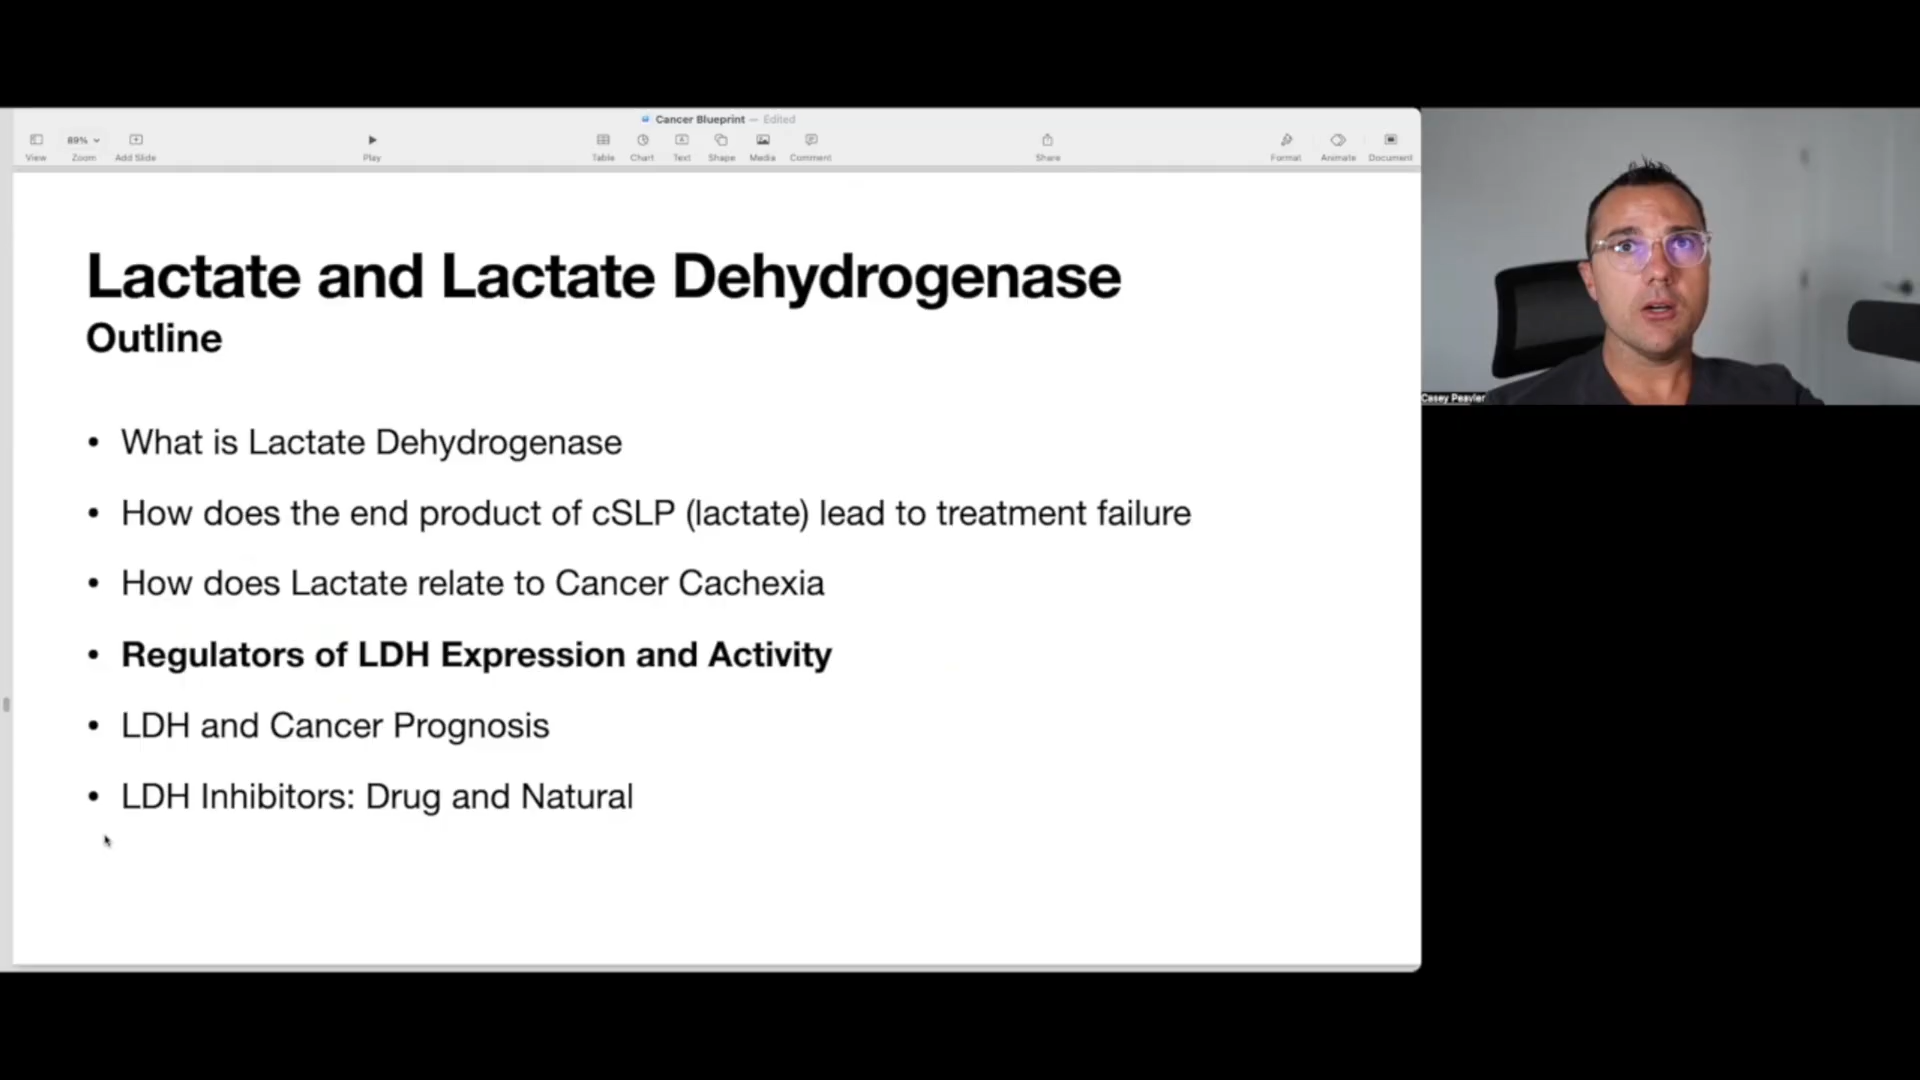 Cancer Blueprint — Edited
89%
View
Zoom
Add Slide
Play
Table
Chart
Text
Shape
Media
Comment
Share
Format
Animate
Document
Lactate and Lactate Dehydrogenase
Outline
• What is Lactate Dehydrogenase
• How does the end product of cSLP (lactate) lead to treatment failure
• How does Lactate relate to Cancer Cachexia
• Regulators of LDH Expression and Activity
• LDH and Cancer Prognosis
• LDH Inhibitors: Drug and Natural
Casey Peavler